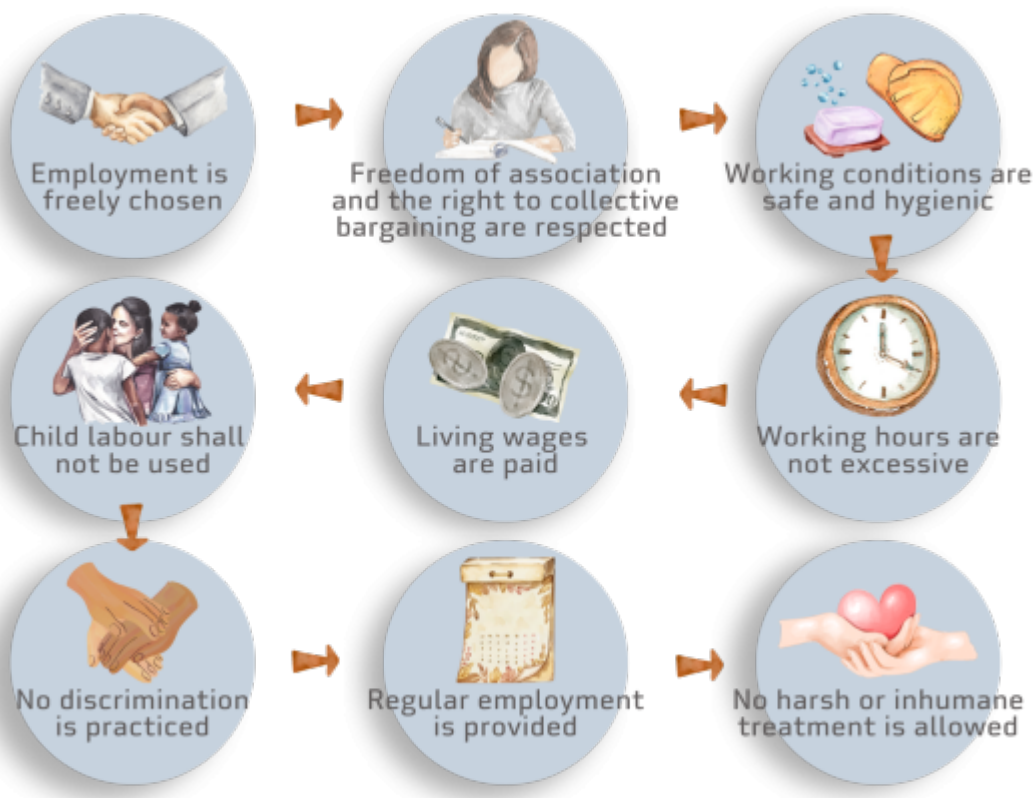 Employment is
freely chosen
Freedom of association
and the right to collective
bargaining are respected
Working conditions are
safe and hygienic
Working hours are
not excessive
Living wages
are paid
Child labour shall
not be used
No discrimination
is practiced
Regular employment
is provided
No harsh or inhumane
treatment is allowed